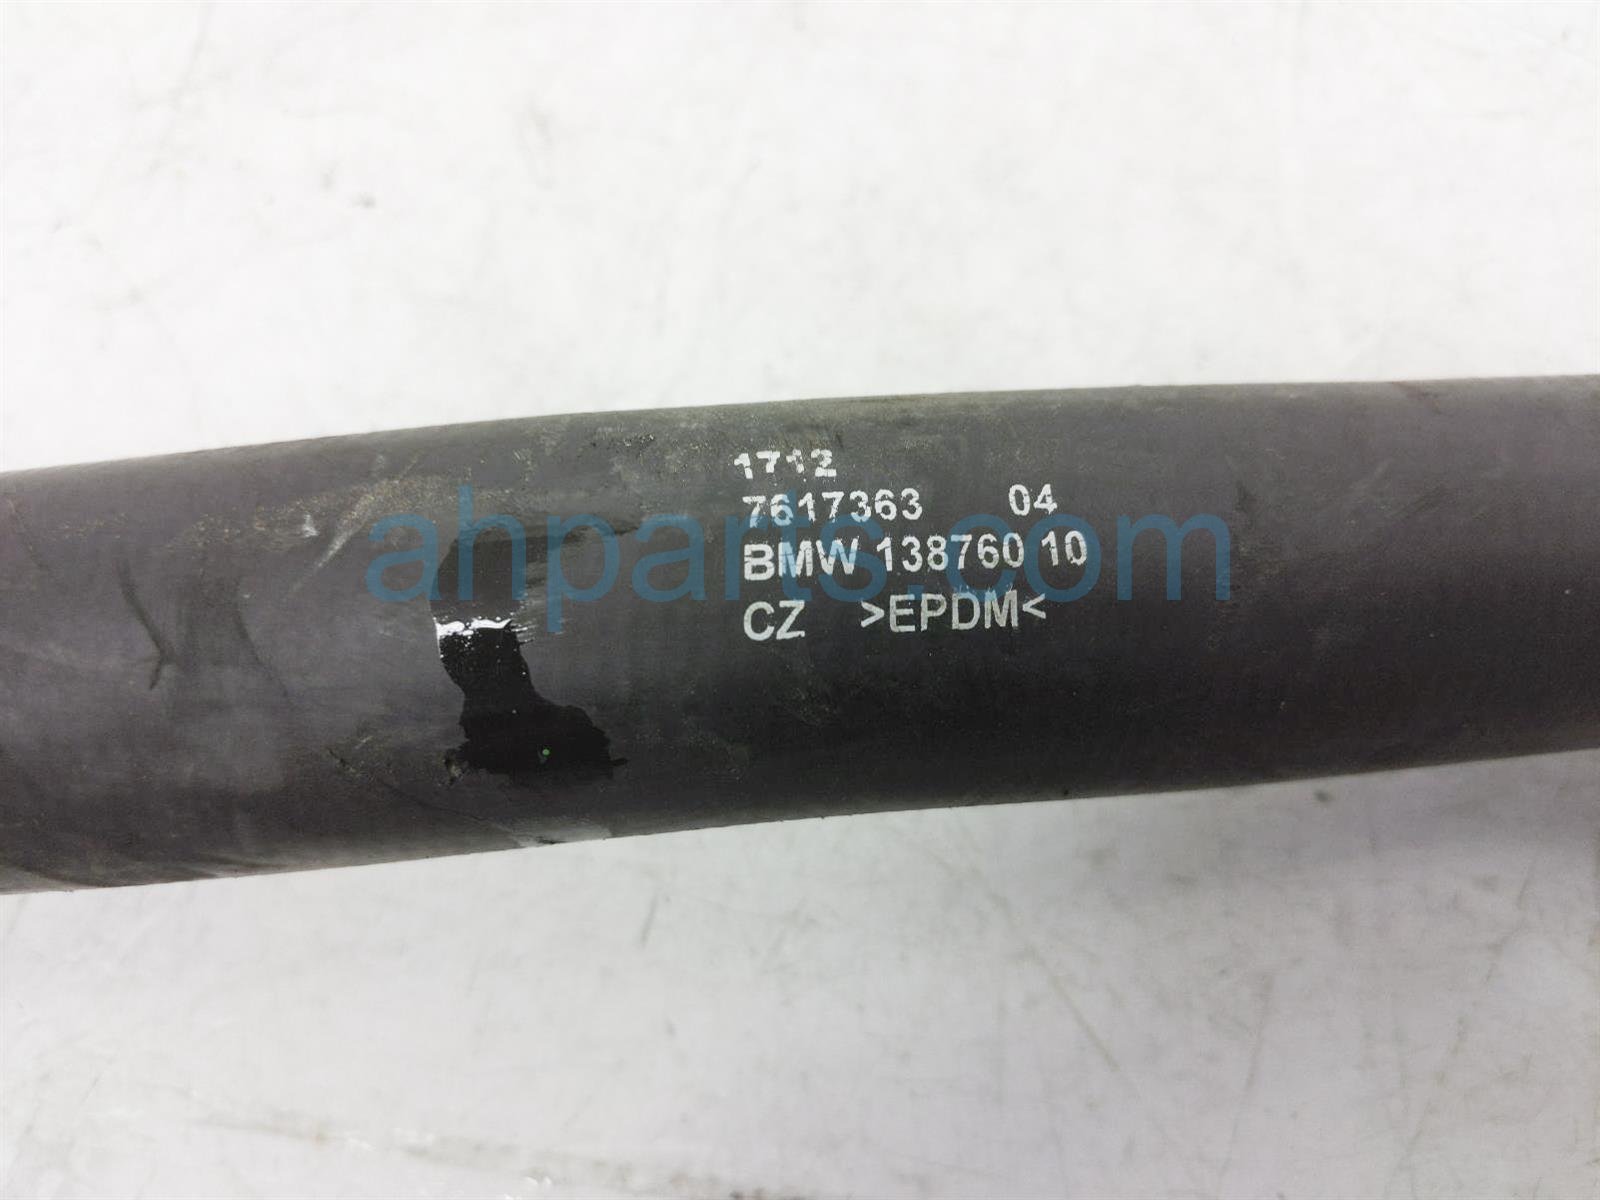 1712
7617363 04
BMW 138760 10
CZ >EPDM<
ahparts.com